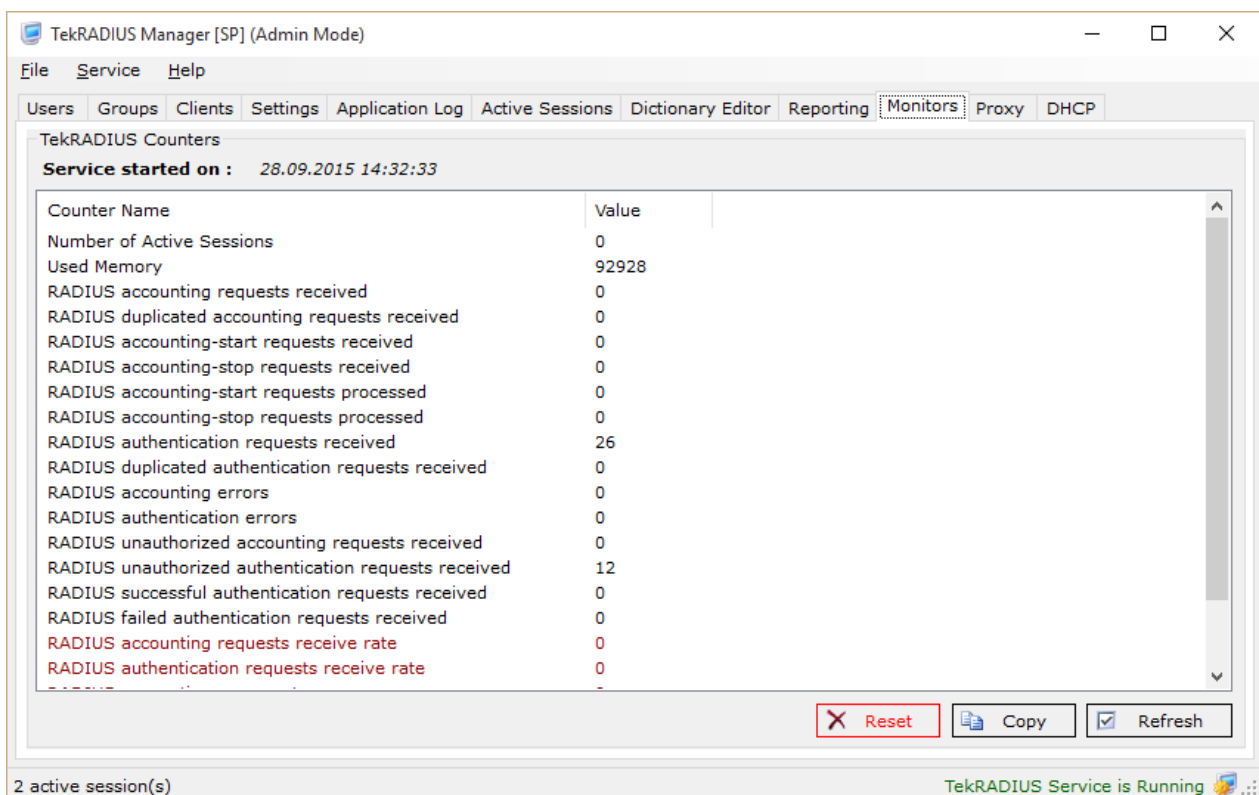 TekRADIUS Manager [SP] (Admin Mode)
File Service Help
Users Groups Clients Settings Application Log Active Sessions Dictionary Editor Reporting Monitors Proxy DHCP
TekRADIUS Counters
Service started on : 28.09.2015 14:32:33
Counter Name Value
Number of Active Sessions 0
Used Memory 92928
RADIUS accounting requests received 0
RADIUS duplicated accounting requests received 0
RADIUS accounting-start requests received 0
RADIUS accounting-stop requests received 0
RADIUS accounting-start requests processed 0
RADIUS accounting-stop requests processed 0
RADIUS authentication requests received 26
RADIUS duplicated authentication requests received 0
RADIUS accounting errors 0
RADIUS authentication errors 0
RADIUS unauthorized accounting requests received 0
RADIUS unauthorized authentication requests received 12
RADIUS successful authentication requests received 0
RADIUS failed authentication requests received 0
RADIUS accounting requests receive rate 0
RADIUS authentication requests receive rate 0
Reset Copy Refresh
2 active session(s) TekRADIUS Service is Running